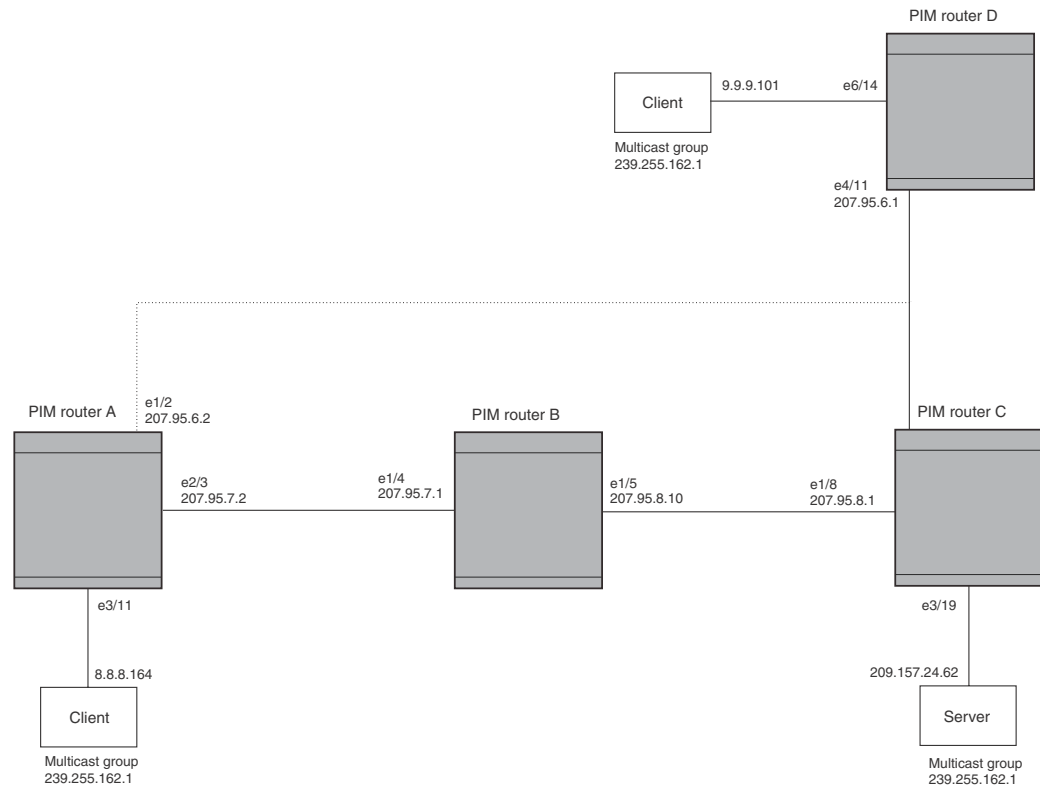 PIM router D
Client
9.9.9.101
e6/14
Multicast group
239.255.162.1
e4/11
207.95.6.1
PIM router A
e1/2
207.95.6.2
PIM router B
PIM router C
e2/3
207.95.7.2
e1/4
207.95.7.1
e1/5
207.95.8.10
e1/8
207.95.8.1
e3/11
e3/19
8.8.8.164
209.157.24.62
Client
Server
Multicast group
239.255.162.1
Multicast group
239.255.162.1